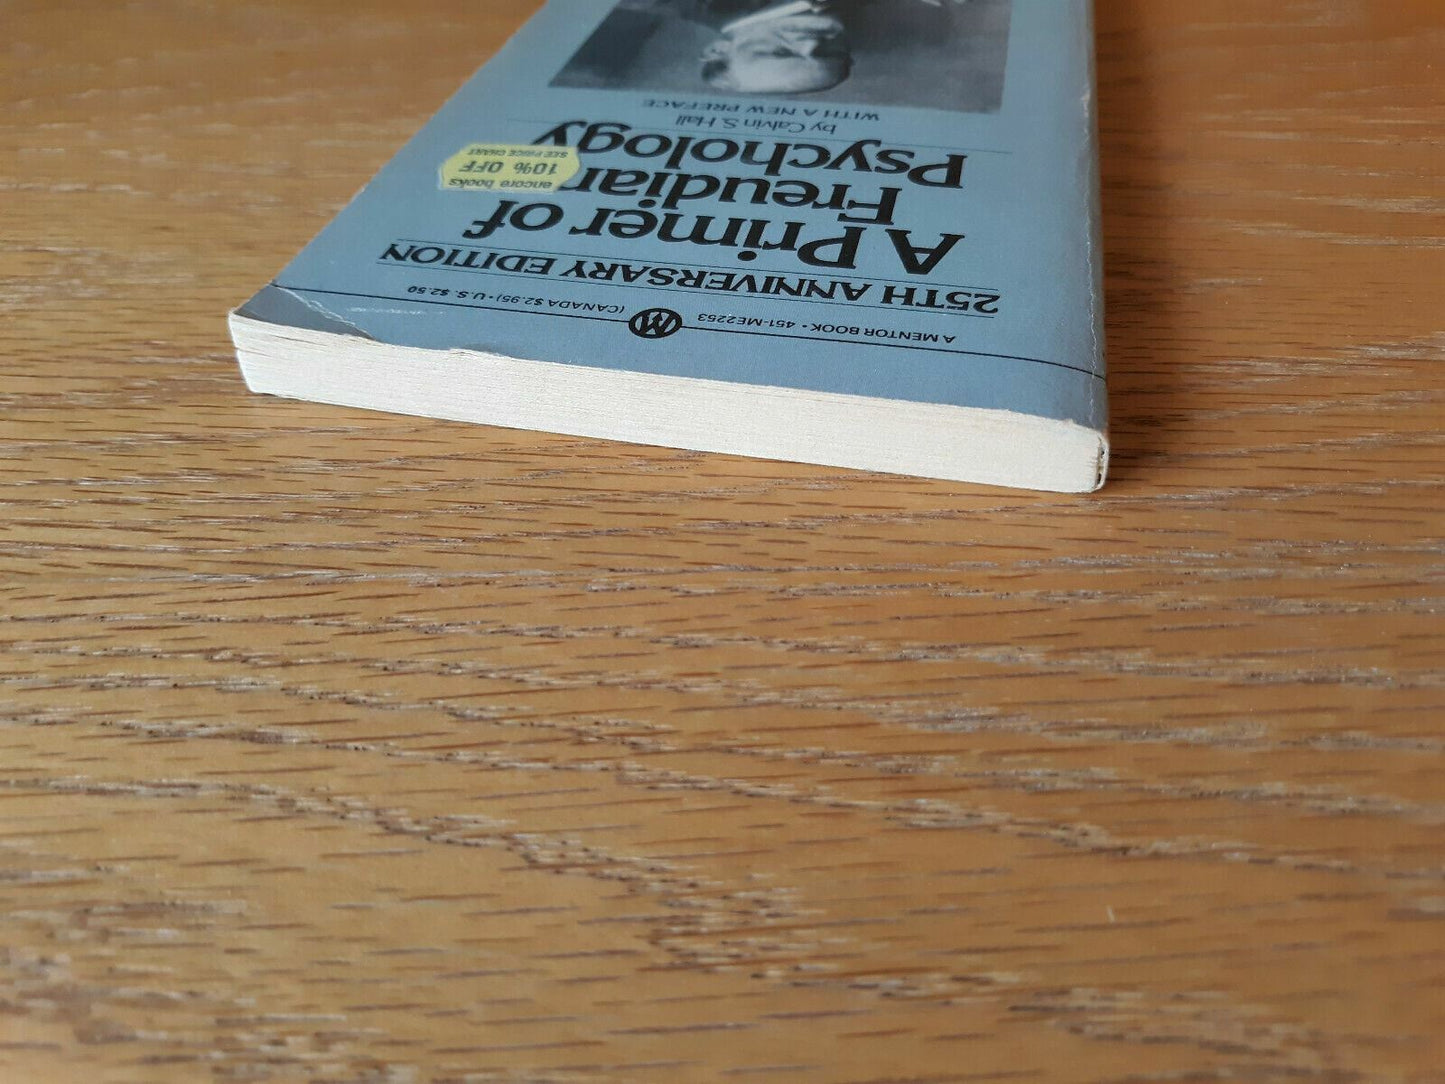 A MENTOR BOOK • 451-ME2253 (CANADA $2.95) • U.S. $2.50
25TH ANNIVERSARY EDITION
A Primer of
Freudian
Psychology
by Calvin S. Hall
WITH A NEW PREFACE
encore books
10% OFF
SEE PRICE CHART